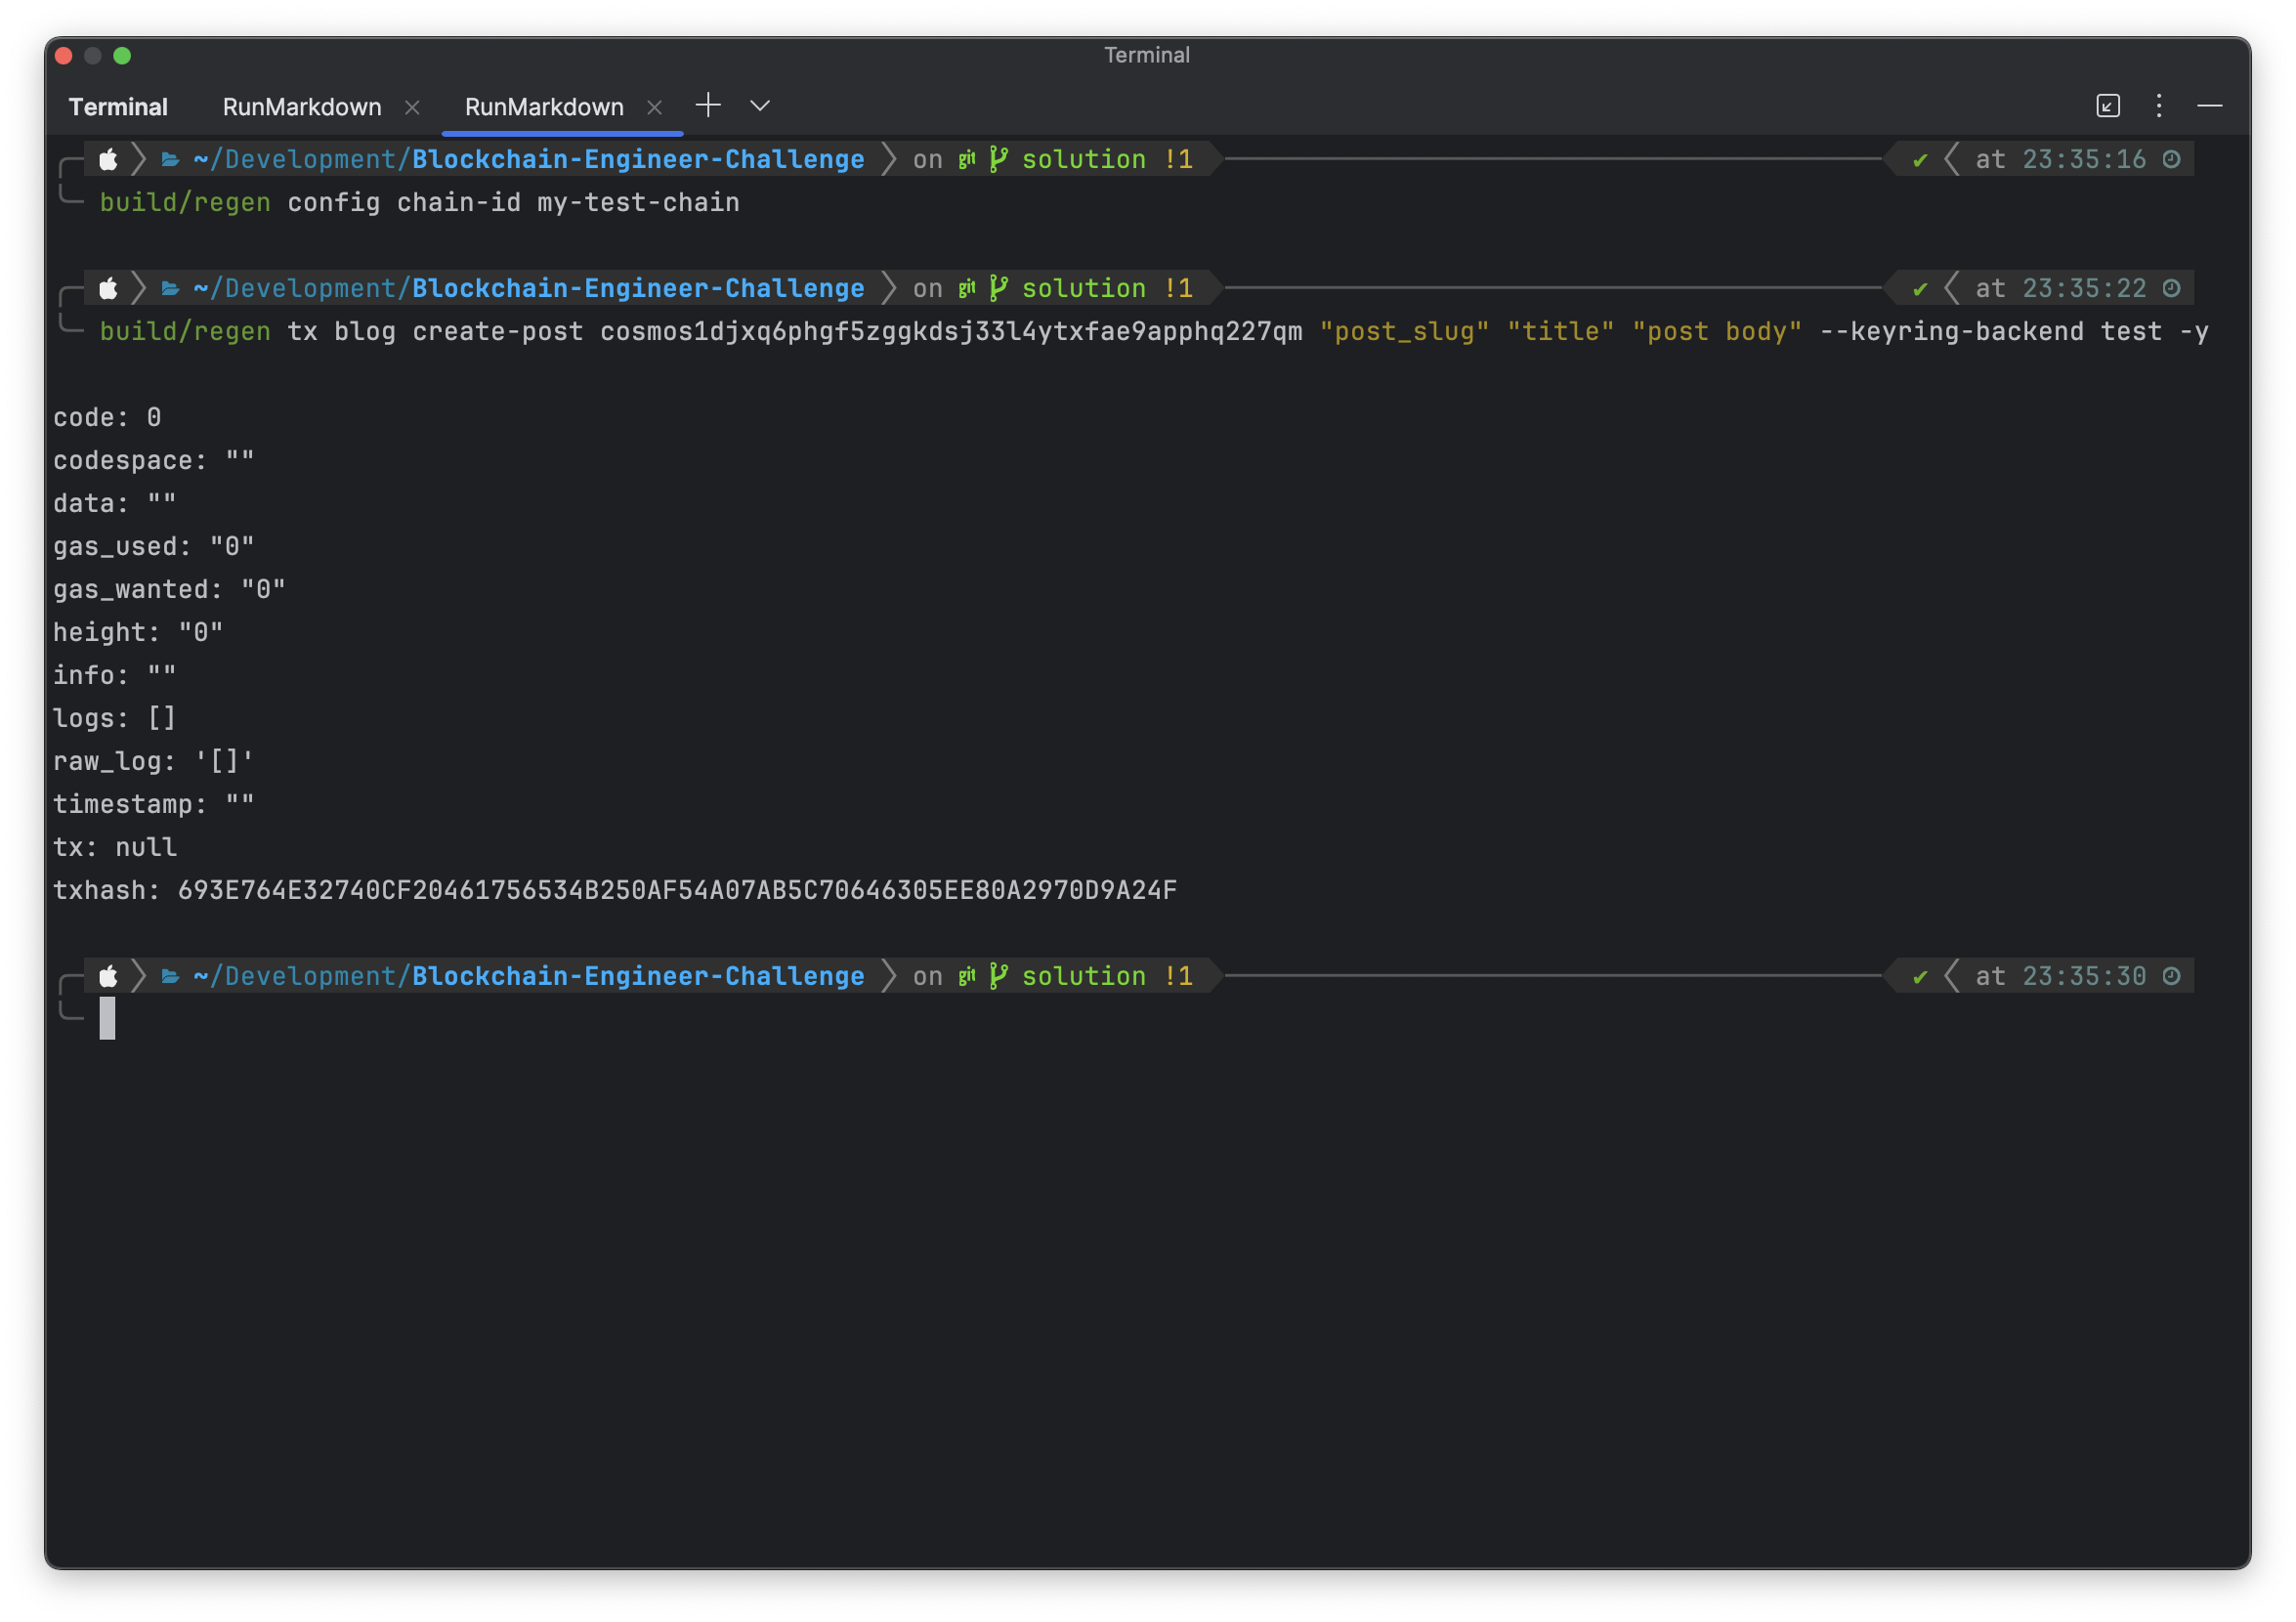 Terminal
Terminal RunMarkdown RunMarkdown
~/Development/Blockchain-Engineer-Challenge on git solution !1 ✔ at 23:35:16
build/regen config chain-id my-test-chain
~/Development/Blockchain-Engineer-Challenge on git solution !1 ✔ at 23:35:22
build/regen tx blog create-post cosmos1djxq6phgf5zggkdsj33l4ytxfae9apphq227qm "post_slug" "title" "post body" --keyring-backend test -y
code: 0
codespace: ""
data: ""
gas_used: "0"
gas_wanted: "0"
height: "0"
info: ""
logs: []
raw_log: '[]'
timestamp: ""
tx: null
txhash: 693E764E32740CF20461756534B250AF54A07AB5C70646305EE80A2970D9A24F
~/Development/Blockchain-Engineer-Challenge on git solution !1 ✔ at 23:35:30